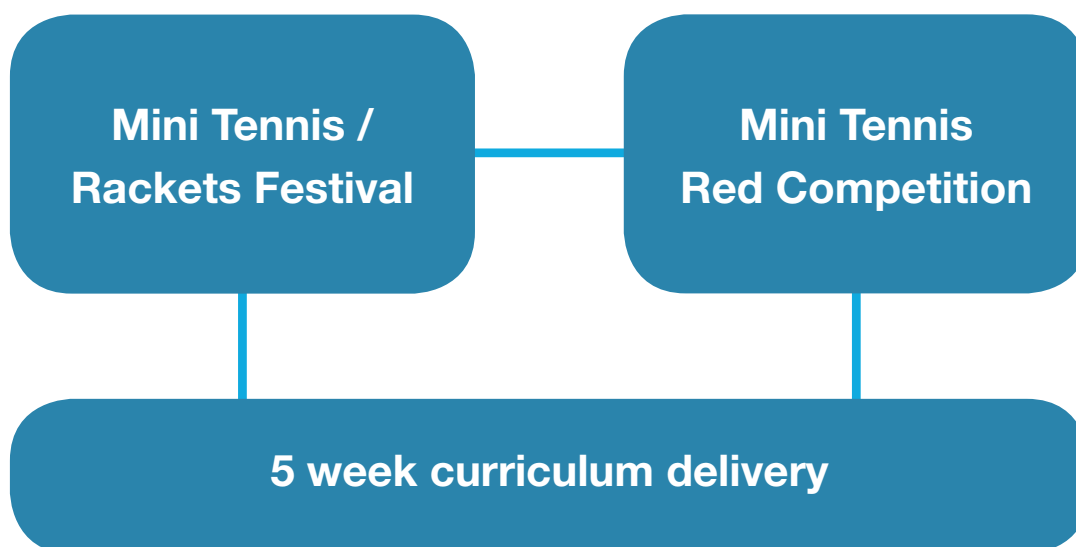 Mini Tennis /
Rackets Festival
Mini Tennis
Red Competition
5 week curriculum delivery